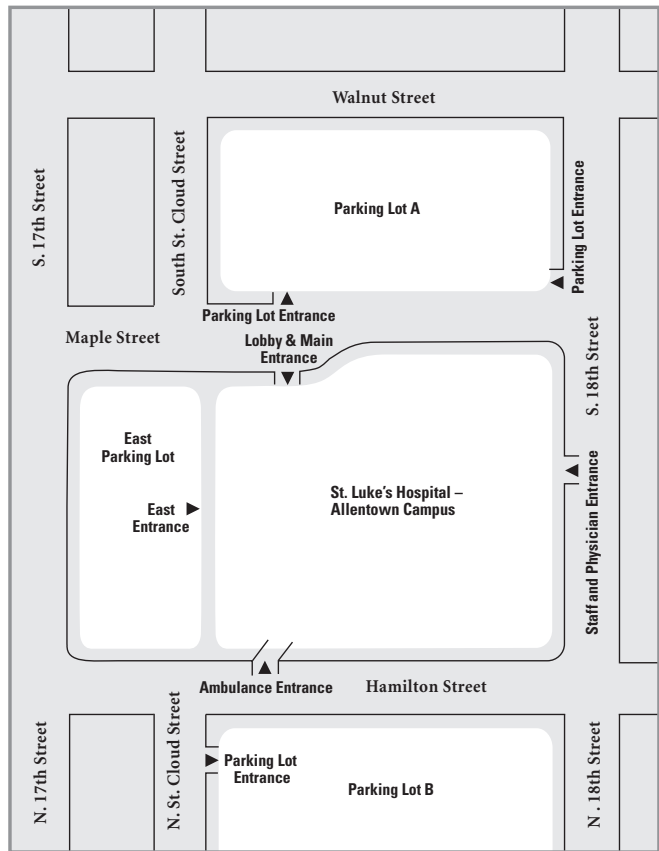 Walnut Street
S. 17th Street
South St. Cloud Street
Parking Lot A
Parking Lot Entrance
Parking Lot Entrance
Maple Street
Lobby & Main
Entrance
S. 18th Street
East
Parking Lot
East
Entrance
St. Luke's Hospital –
Allentown Campus
Staff and Physician Entrance
Ambulance Entrance
Hamilton Street
N. 17th Street
N. St. Cloud Street
Parking Lot
Entrance
Parking Lot B
N . 18th Street